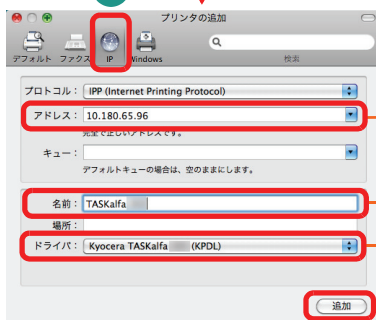 プリンタの追加
デフォルト ファクス IP Windows 検索
プロトコル： IPP (Internet Printing Protocol)
アドレス： 10.180.65.96
完全で正しいアドレスです。
キュー：
デフォルトキューの場合は、空のままにします。
名前： TASKalfa
場所：
ドライバ： Kyocera TASKalfa (KPDL)
追加